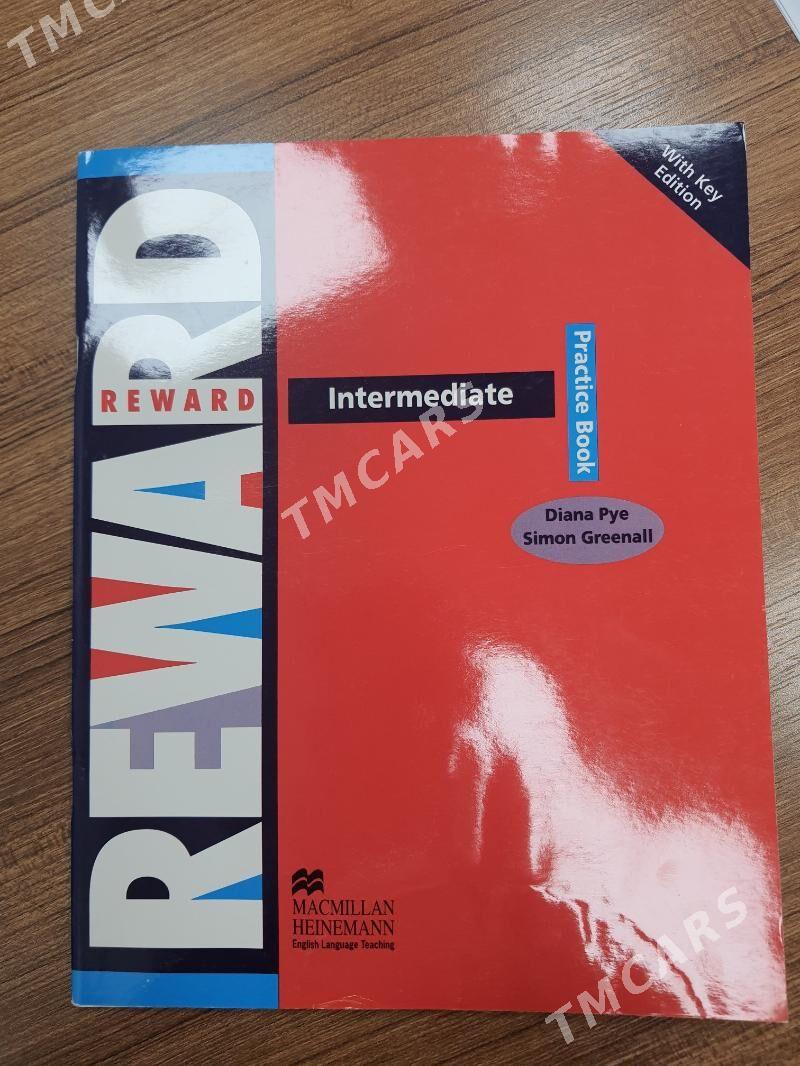 TMCARS
With Key
Edition
REWARD
REWARD
Intermediate
Practice Book
TMCARS
Diana Pye
Simon Greenall
MACMILLAN
HEINEMANN
English Language Teaching
TMCARS